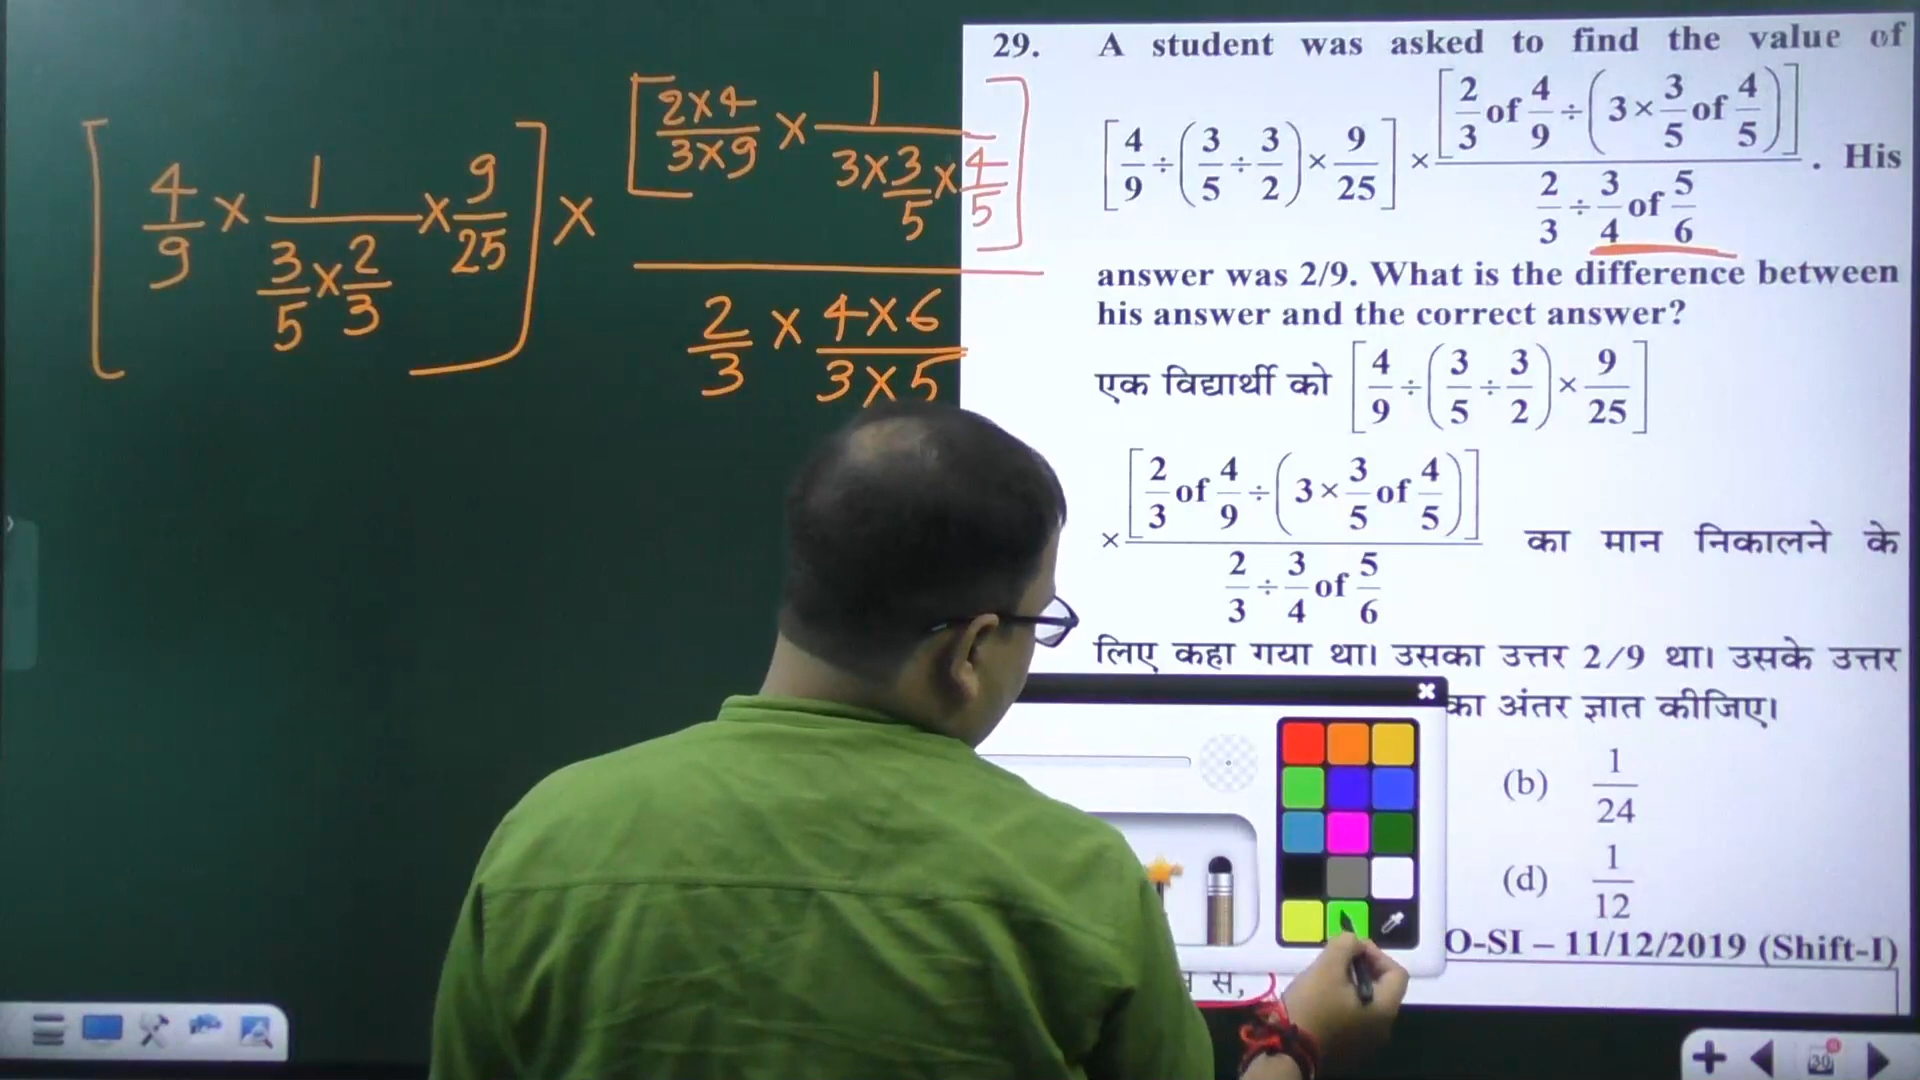 [4/9 × 1/(3/5 × 2/3) × 9/25] × [(2×4)/(3×9) × 1/(3×3/5×4/5)] / (2/3 × (4×6)/(3×5))
29. A student was asked to find the value of
[4/9 ÷ (3/5 ÷ 3/2) × 9/25] × [2/3 of 4/9 ÷ (3 × 3/5 of 4/5)] / (2/3 ÷ 3/4 of 5/6) . His
answer was 2/9. What is the difference between
his answer and the correct answer?
एक विद्यार्थी को [4/9 ÷ (3/5 ÷ 3/2) × 9/25]
× [2/3 of 4/9 ÷ (3 × 3/5 of 4/5)] / (2/3 ÷ 3/4 of 5/6) का मान निकालने के
लिए कहा गया था। उसका उत्तर 2/9 था। उसके उत्तर
का अंतर ज्ञात कीजिए।
(b) 1/24
(d) 1/12
O-SI – 11/12/2019 (Shift-I)
स,
30